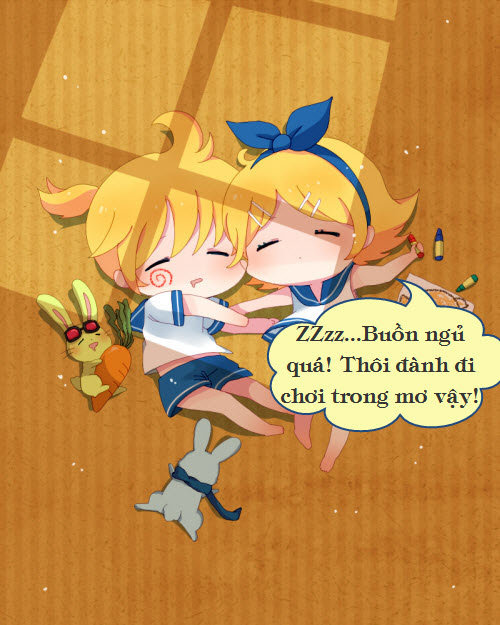 ZZzz...Buồn ngủ
quá! Thôi đành đi
chơi trong mơ vậy!